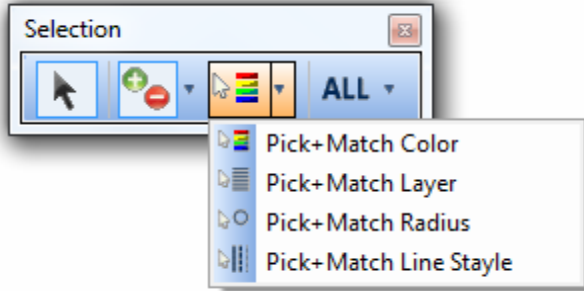 Selection
ALL
Pick+Match Color
Pick+Match Layer
Pick+Match Radius
Pick+Match Line Stayle